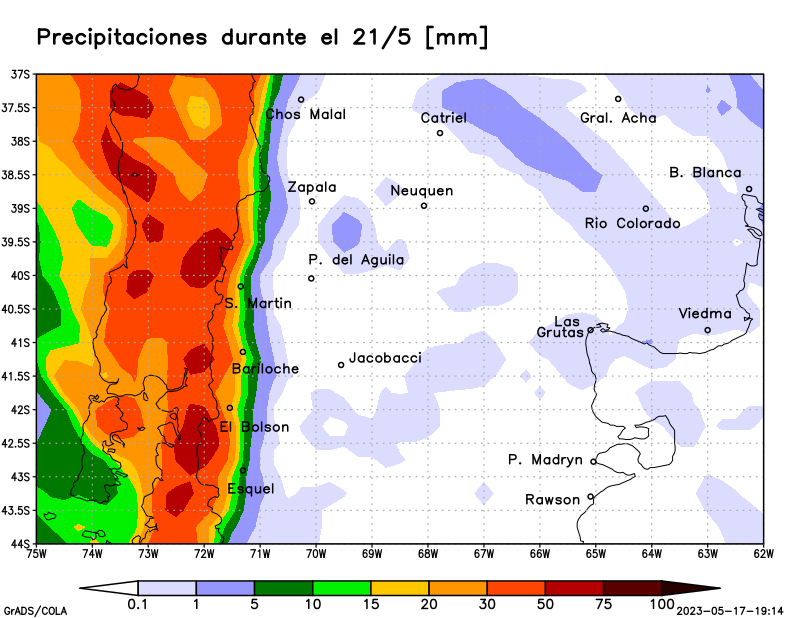 Precipitaciones durante el 21/5 [mm]
37S
37.5S
38S
38.5S
39S
39.5S
40S
40.5S
41S
41.5S
42S
42.5S
43S
43.5S
44S
Chos Malal
Catriel
Gral. Acha
B. Blanca
Zapala
Neuquen
Rio Colorado
P. del Aguila
S. Martin
Viedma
Las
Grutas
Jacobacci
Bariloche
El Bolson
P. Madryn
Esquel
Rawson
75W 74W 73W 72W 71W 70W 69W 68W 67W 66W 65W 64W 63W 62W
0.1 1 5 10 15 20 30 50 75 100
GrADS/COLA
2023-05-17-19:14